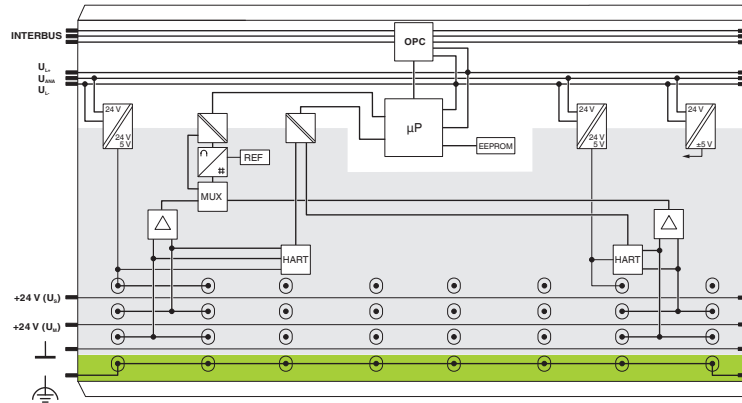 INTERBUS
OPC
UL+
UANA
UL-
24 V
24 V
5 V
µP
24 V
24 V
5 V
24 V
±5 V
EEPROM
REF
#
MUX
HART
HART
+24 V (US)
+24 V (UM)